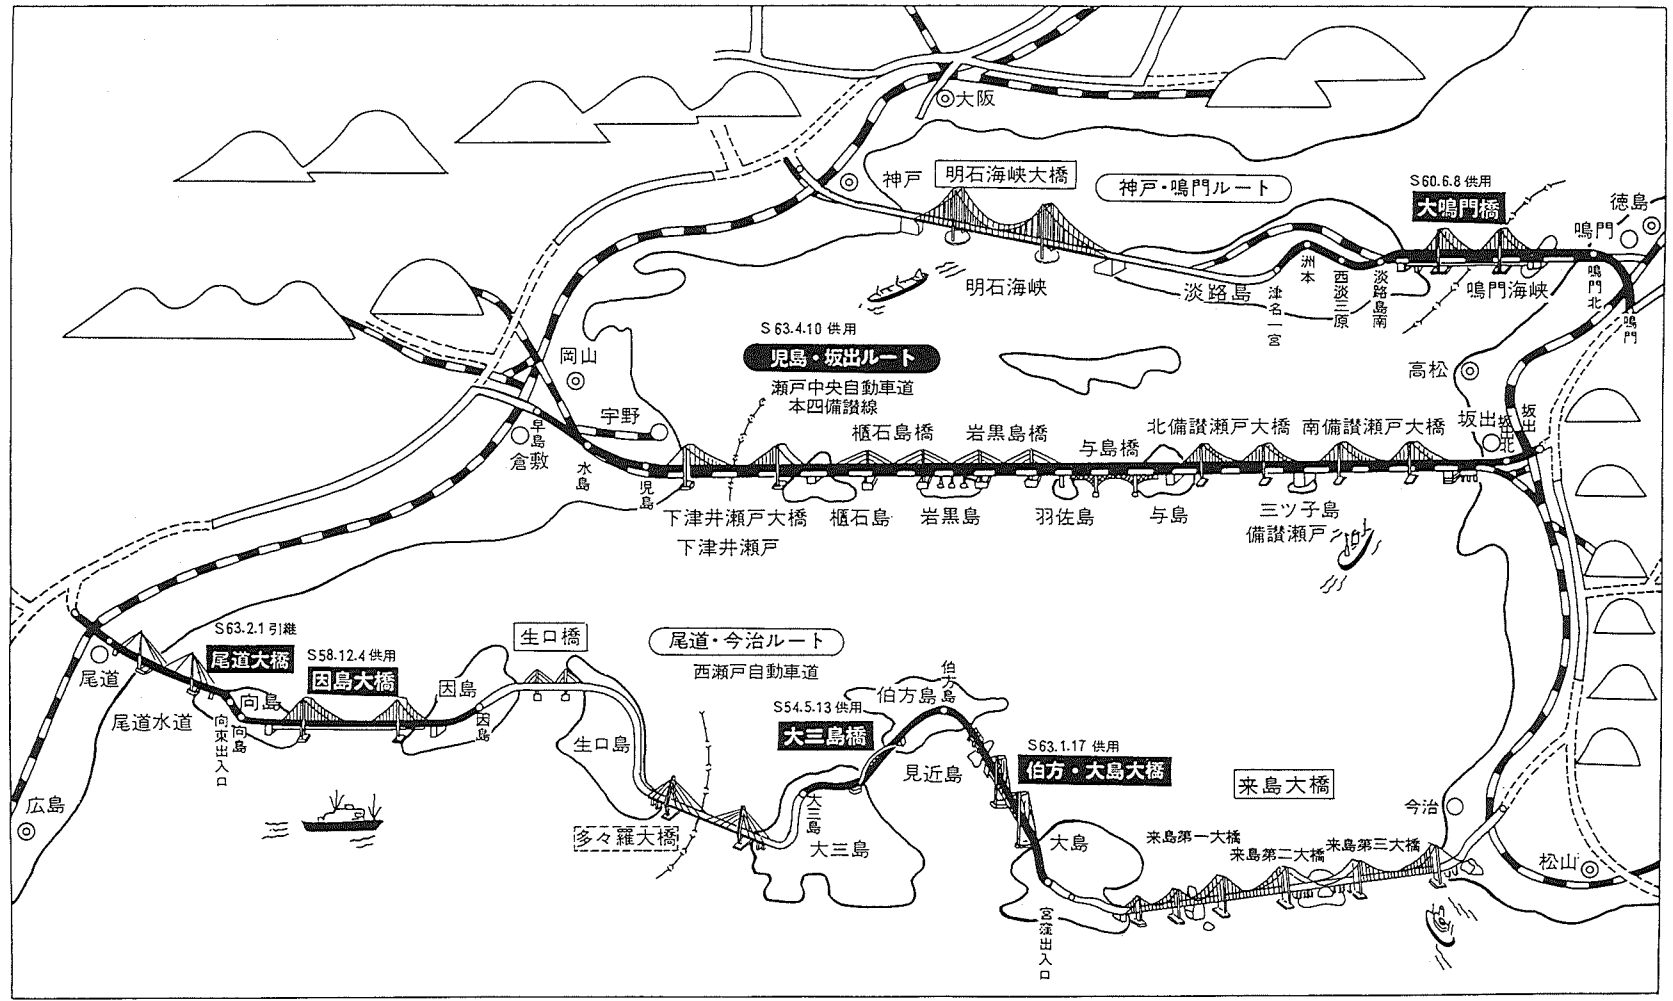 大阪
神戸
明石海峡大橋
神戸・鳴門ルート
S60.6.8 供用
大鳴門橋
徳島
鳴門
明石海峡
淡路島
津名一宮
洲本
西淡三原
淡路島南
鳴門海峡
鳴門北
鳴門
S63.4.10 供用
児島・坂出ルート
瀬戸中央自動車道
本四備讃線
岡山
宇野
早島
倉敷
水島
児島
高松
坂出
坂出北
坂出
櫃石島橋
岩黒島橋
与島橋
北備讃瀬戸大橋
南備讃瀬戸大橋
下津井瀬戸大橋
下津井瀬戸
櫃石島
岩黒島
羽佐島
与島
三ツ子島
備讃瀬戸
S63.2.1 引継
尾道大橋
S58.12.4 供用
因島大橋
生口橋
尾道・今治ルート
西瀬戸自動車道
尾道
尾道水道
向島
向東出入口
向島
因島
因島
生口島
多々羅大橋
S54.5.13 供用
大三島橋
大三島
大三島
伯方島
伯方島
見近島
S63.1.17 供用
伯方・大島大橋
大島
宮窪出入口
来島大橋
来島第一大橋
来島第二大橋
来島第三大橋
今治
松山
広島